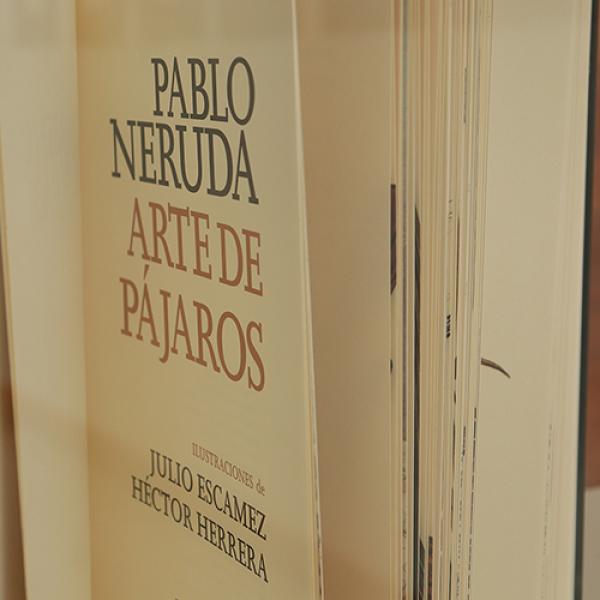 PABLO
NERUDA
ARTE DE
PÁJAROS
ILUSTRACIONES de
JULIO ESCAMEZ
HÉCTOR HERRERA